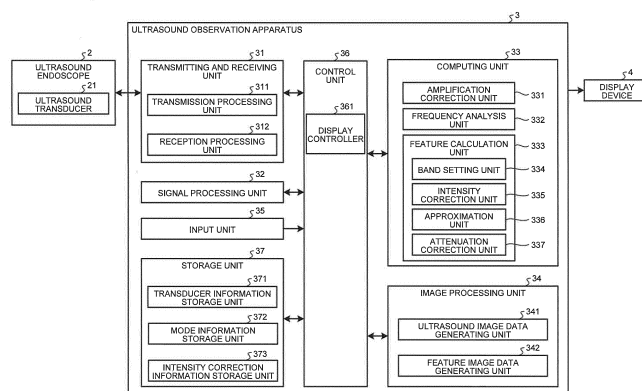 3
ULTRASOUND OBSERVATION APPARATUS
2
ULTRASOUND
ENDOSCOPE
21
ULTRASOUND
TRANSDUCER
31
TRANSMITTING AND RECEIVING
UNIT
311
TRANSMISSION PROCESSING
UNIT
312
RECEPTION PROCESSING
UNIT
32
SIGNAL PROCESSING UNIT
35
INPUT UNIT
37
STORAGE UNIT
371
TRANSDUCER INFORMATION
STORAGE UNIT
372
MODE INFORMATION
STORAGE UNIT
373
INTENSITY CORRECTION
INFORMATION STORAGE UNIT
36
CONTROL
UNIT
361
DISPLAY
CONTROLLER
33
COMPUTING UNIT
AMPLIFICATION
CORRECTION UNIT
331
FREQUENCY ANALYSIS
UNIT
332
FEATURE CALCULATION
UNIT
333
BAND SETTING UNIT
334
INTENSITY
CORRECTION UNIT
335
APPROXIMATION
UNIT
336
ATTENUATION
CORRECTION UNIT
337
34
IMAGE PROCESSING UNIT
341
ULTRASOUND IMAGE DATA
GENERATING UNIT
342
FEATURE IMAGE DATA
GENERATING UNIT
4
DISPLAY
DEVICE